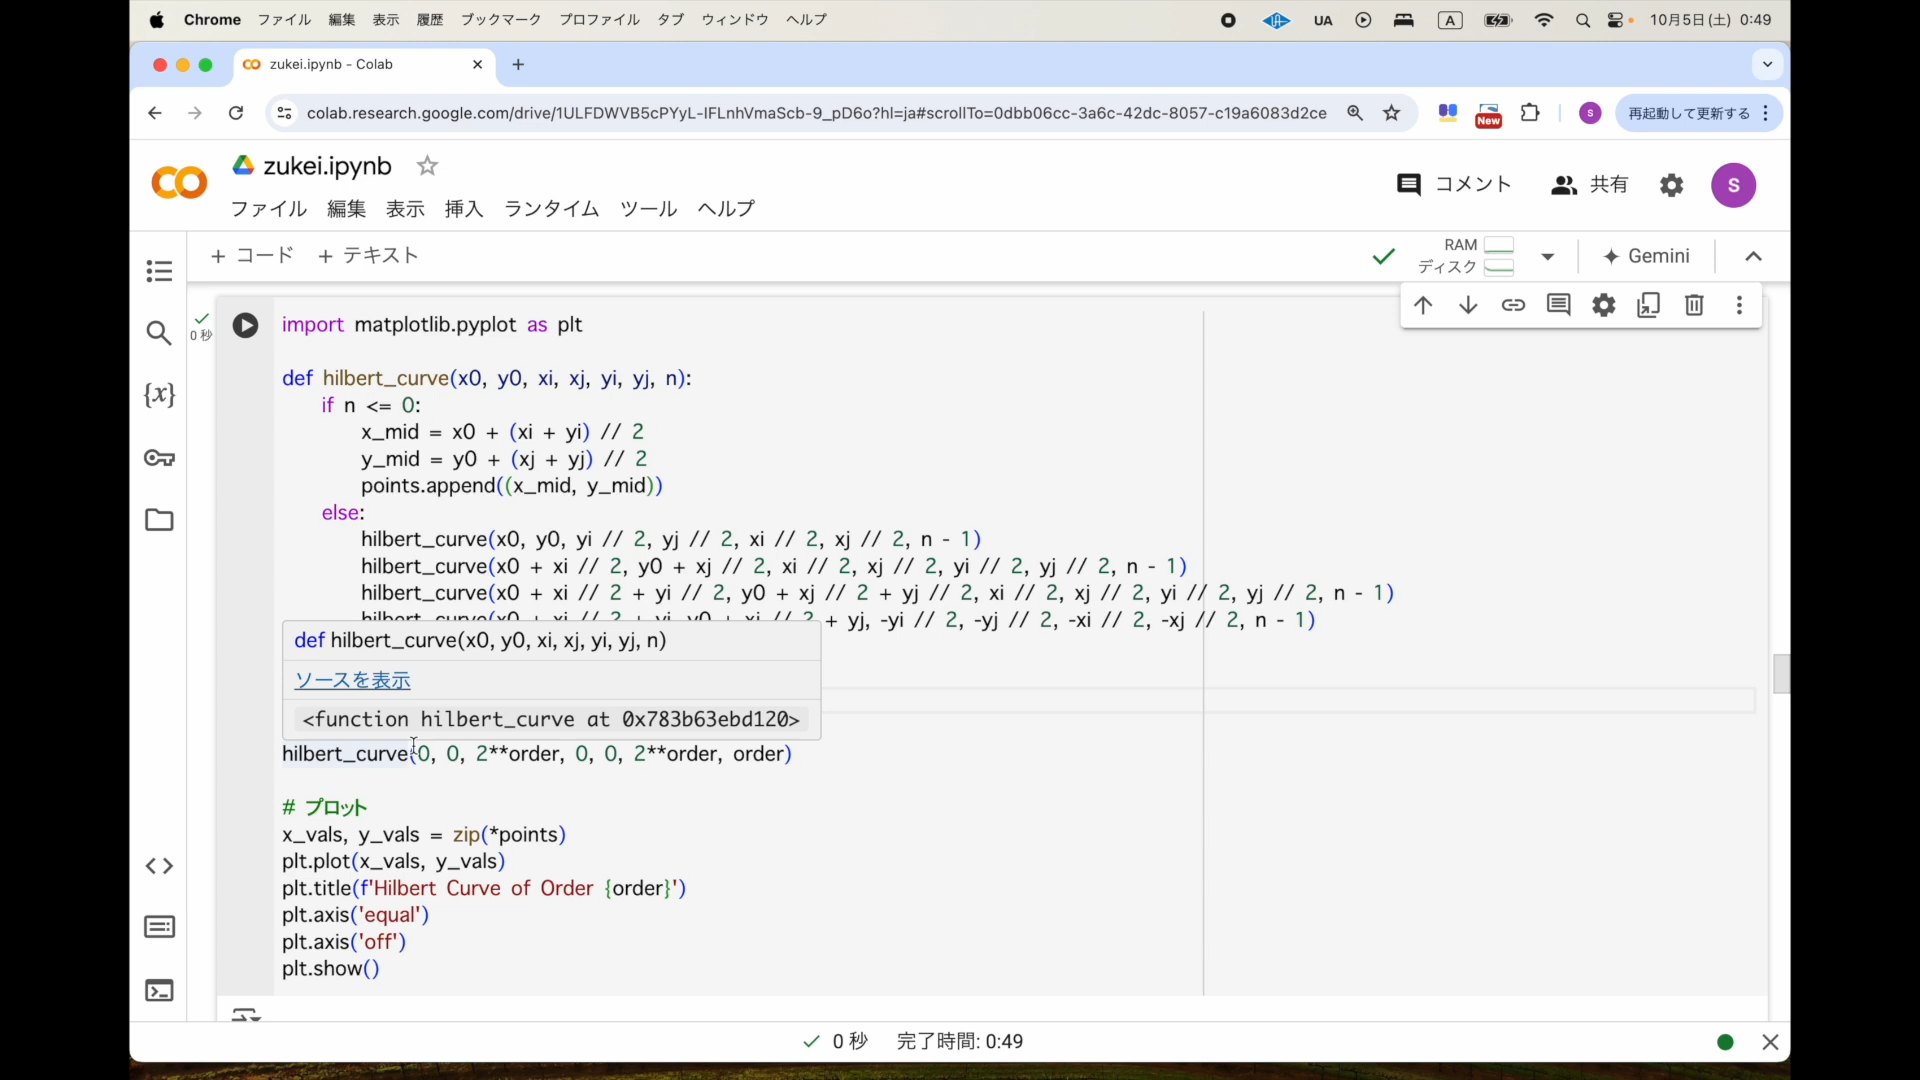 Chrome ファイル 編集 表示 履歴 ブックマーク プロファイル タブ ウィンドウ ヘルプ UA A 10月5日(土) 0:49
zukei.ipynb - Colab
colab.research.google.com/drive/1ULFDWVB5cPYyL-IFLnhVmaScb-9_pD6o?hl=ja#scrollTo=0dbb06cc-3a6c-42dc-8057-c19a6083d2ce New S 再起動して更新する
zukei.ipynb
コメント 共有 S
ファイル 編集 表示 挿入 ランタイム ツール ヘルプ
+ コード + テキスト RAM ディスク Gemini
0 秒
import matplotlib.pyplot as plt
def hilbert_curve(x0, y0, xi, xj, yi, yj, n):
if n <= 0:
x_mid = x0 + (xi + yi) // 2
y_mid = y0 + (xj + yj) // 2
points.append((x_mid, y_mid))
else:
hilbert_curve(x0, y0, yi // 2, yj // 2, xi // 2, xj // 2, n - 1)
hilbert_curve(x0 + xi // 2, y0 + xj // 2, xi // 2, xj // 2, yi // 2, yj // 2, n - 1)
hilbert_curve(x0 + xi // 2 + yi // 2, y0 + xj // 2 + yj // 2, xi // 2, xj // 2, yi // 2, yj // 2, n - 1)
hilbert_curve(x0 + xi // 2 + yi, y0 + xj // 2 + yj, -yi // 2, -yj // 2, -xi // 2, -xj // 2, n - 1)
def hilbert_curve(x0, y0, xi, xj, yi, yj, n)
ソースを表示
<function hilbert_curve at 0x783b63ebd120>
hilbert_curve(0, 0, 2**order, 0, 0, 2**order, order)
# プロット
x_vals, y_vals = zip(*points)
plt.plot(x_vals, y_vals)
plt.title(f'Hilbert Curve of Order {order}')
plt.axis('equal')
plt.axis('off')
plt.show()
0 秒 完了時間: 0:49